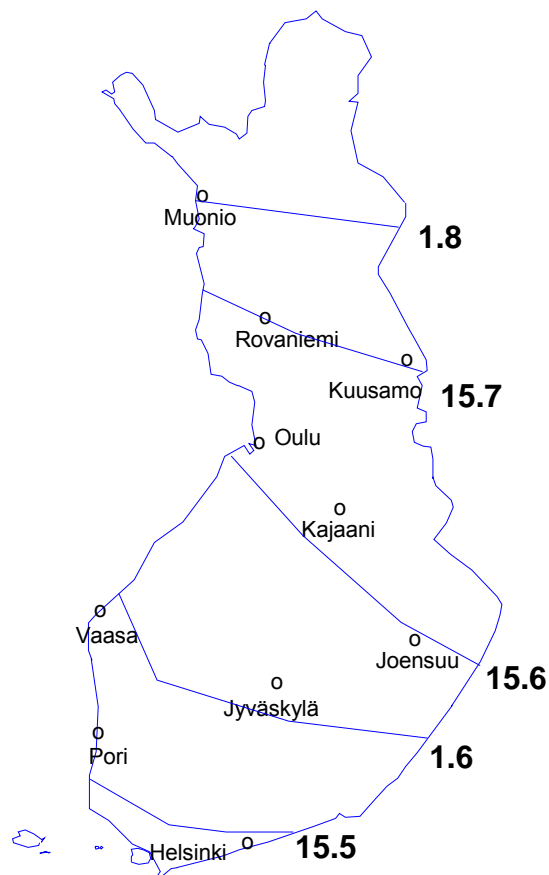 Muonio
1.8
Rovaniemi
Kuusamo
15.7
Oulu
Kajaani
Vaasa
Joensuu
15.6
Jyväskylä
1.6
Pori
Helsinki
15.5